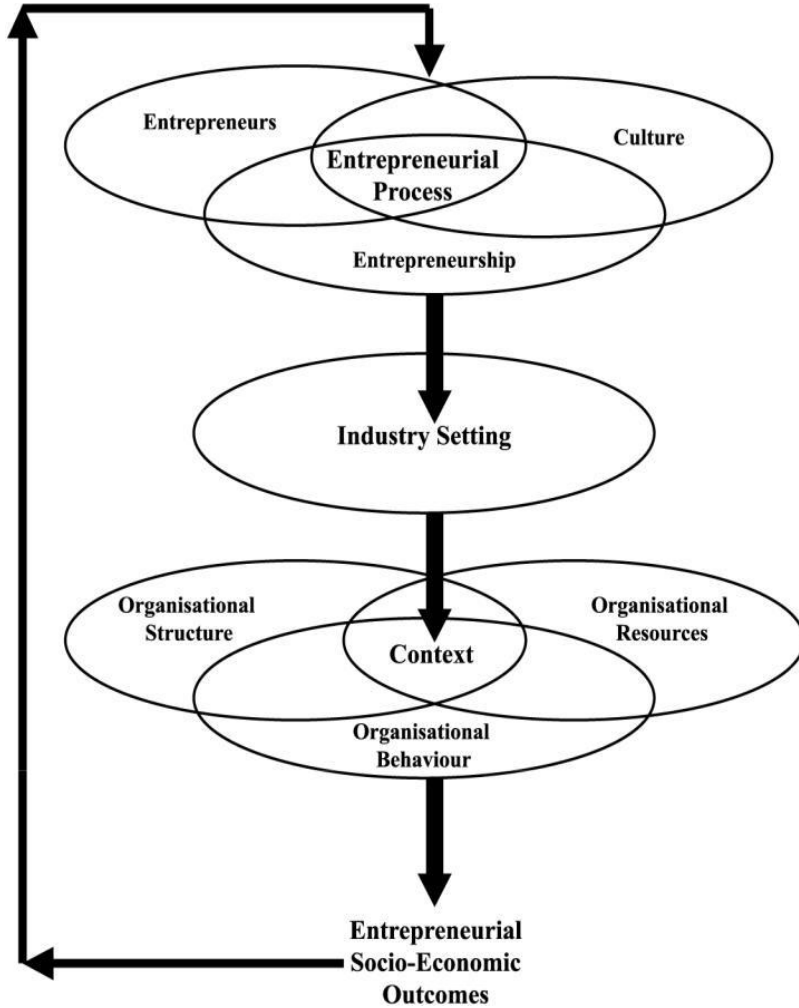 Entrepreneurs
Culture
Entrepreneurial
Process
Entrepreneurship
Industry Setting
Organisational
Structure
Organisational
Resources
Context
Organisational
Behaviour
Entrepreneurial
Socio-Economic
Outcomes